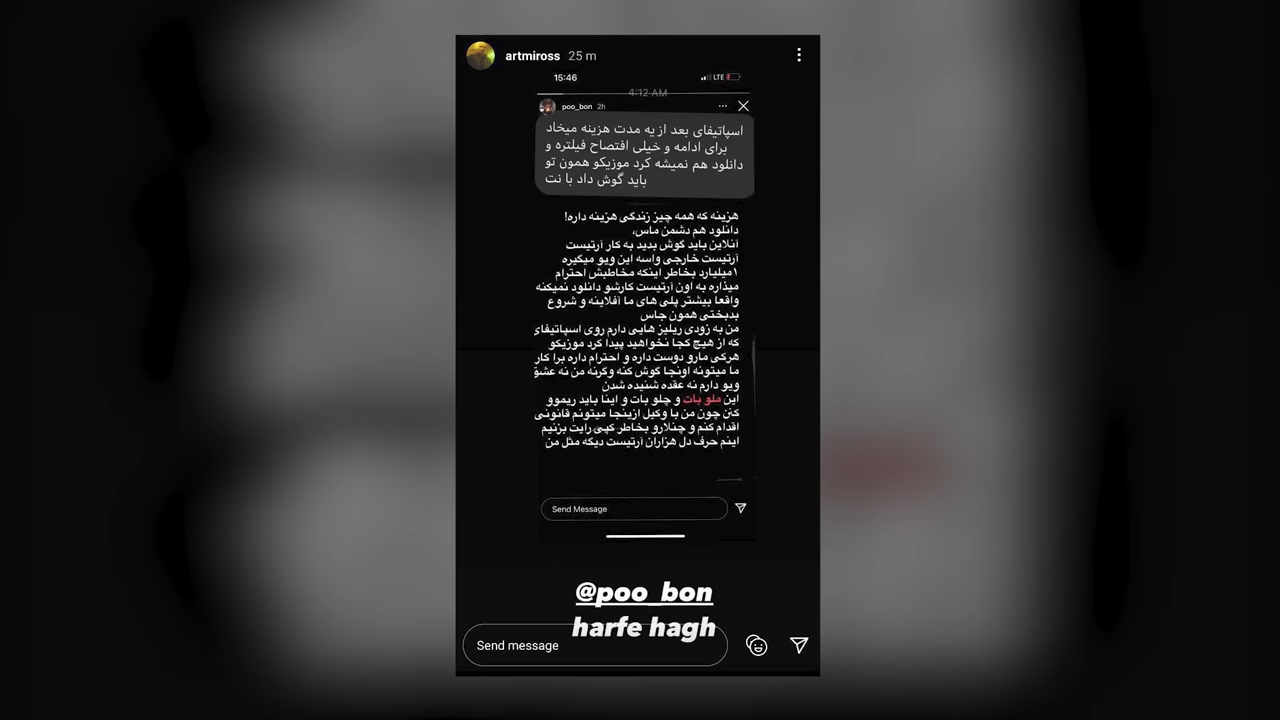 artmiross 25 m
15:46 LTE
4:12 AM
poo_bon 2h
اسپاتیفای بعد از یه مدت هزینه میخاد
برای ادامه و خیلی افتصاح فیلتره و
دانلود هم نمیشه کرد موزیکو همون تو
باید گوش داد با نت
هزینه که همه چیز زندگی هزینه داره!
دانلود هم دشمن ماس،
آنلاین باید گوش بدید به کار آرتیست
آرتیست خارجی واسه این ویو میگیره
۱میلیارد بخاطر اینکه مخاطبش احترام
میذاره به اون آرتیست کارشو دانلود نمیکنه
واقعا بیشتر پلی های ما آفلاینه و شروع
بدبختی همون جاس
من به زودی ریلیز هایی دارم روی اسپاتیفای
که از هیچ کجا نخواهید پیدا کرد موزیکو
هرکی مارو دوست داره و احترام داره برا کار
ما میتونه اونجا گوش کنه وگرنه من نه عشق
ویو دارم نه عقده شنیده شدن
این ملو بات و چلو بات و اینا باید ریموو
کنن چون من با وکیل ازینجا میتونم قانونی
اقدام کنم و چنلارو بخاطر کپی رایت بزنیم
اینم حرف دل هزاران آرتیست دیگه مثل من
Send Message
@poo_bon
harfe hagh
Send message